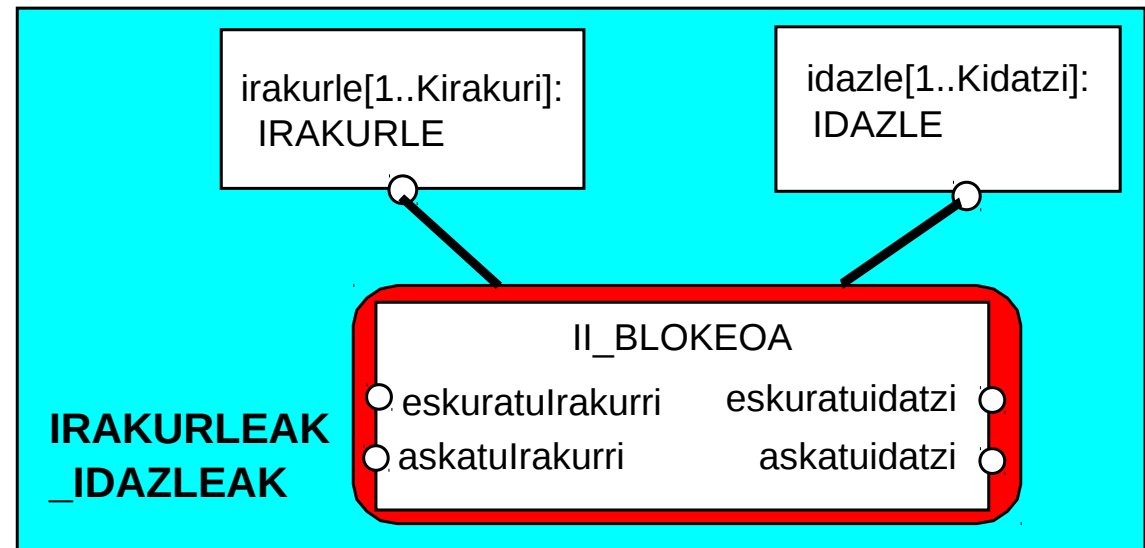 irakurle[1..Kirakuri]:
IRAKURLE
idazle[1..Kidatzi]:
IDAZLE
II_BLOKEOA
eskuratuIrakurri
eskuratuidatzi
askatuIrakurri
askatuidatzi
IRAKURLEAK
_IDAZLEAK